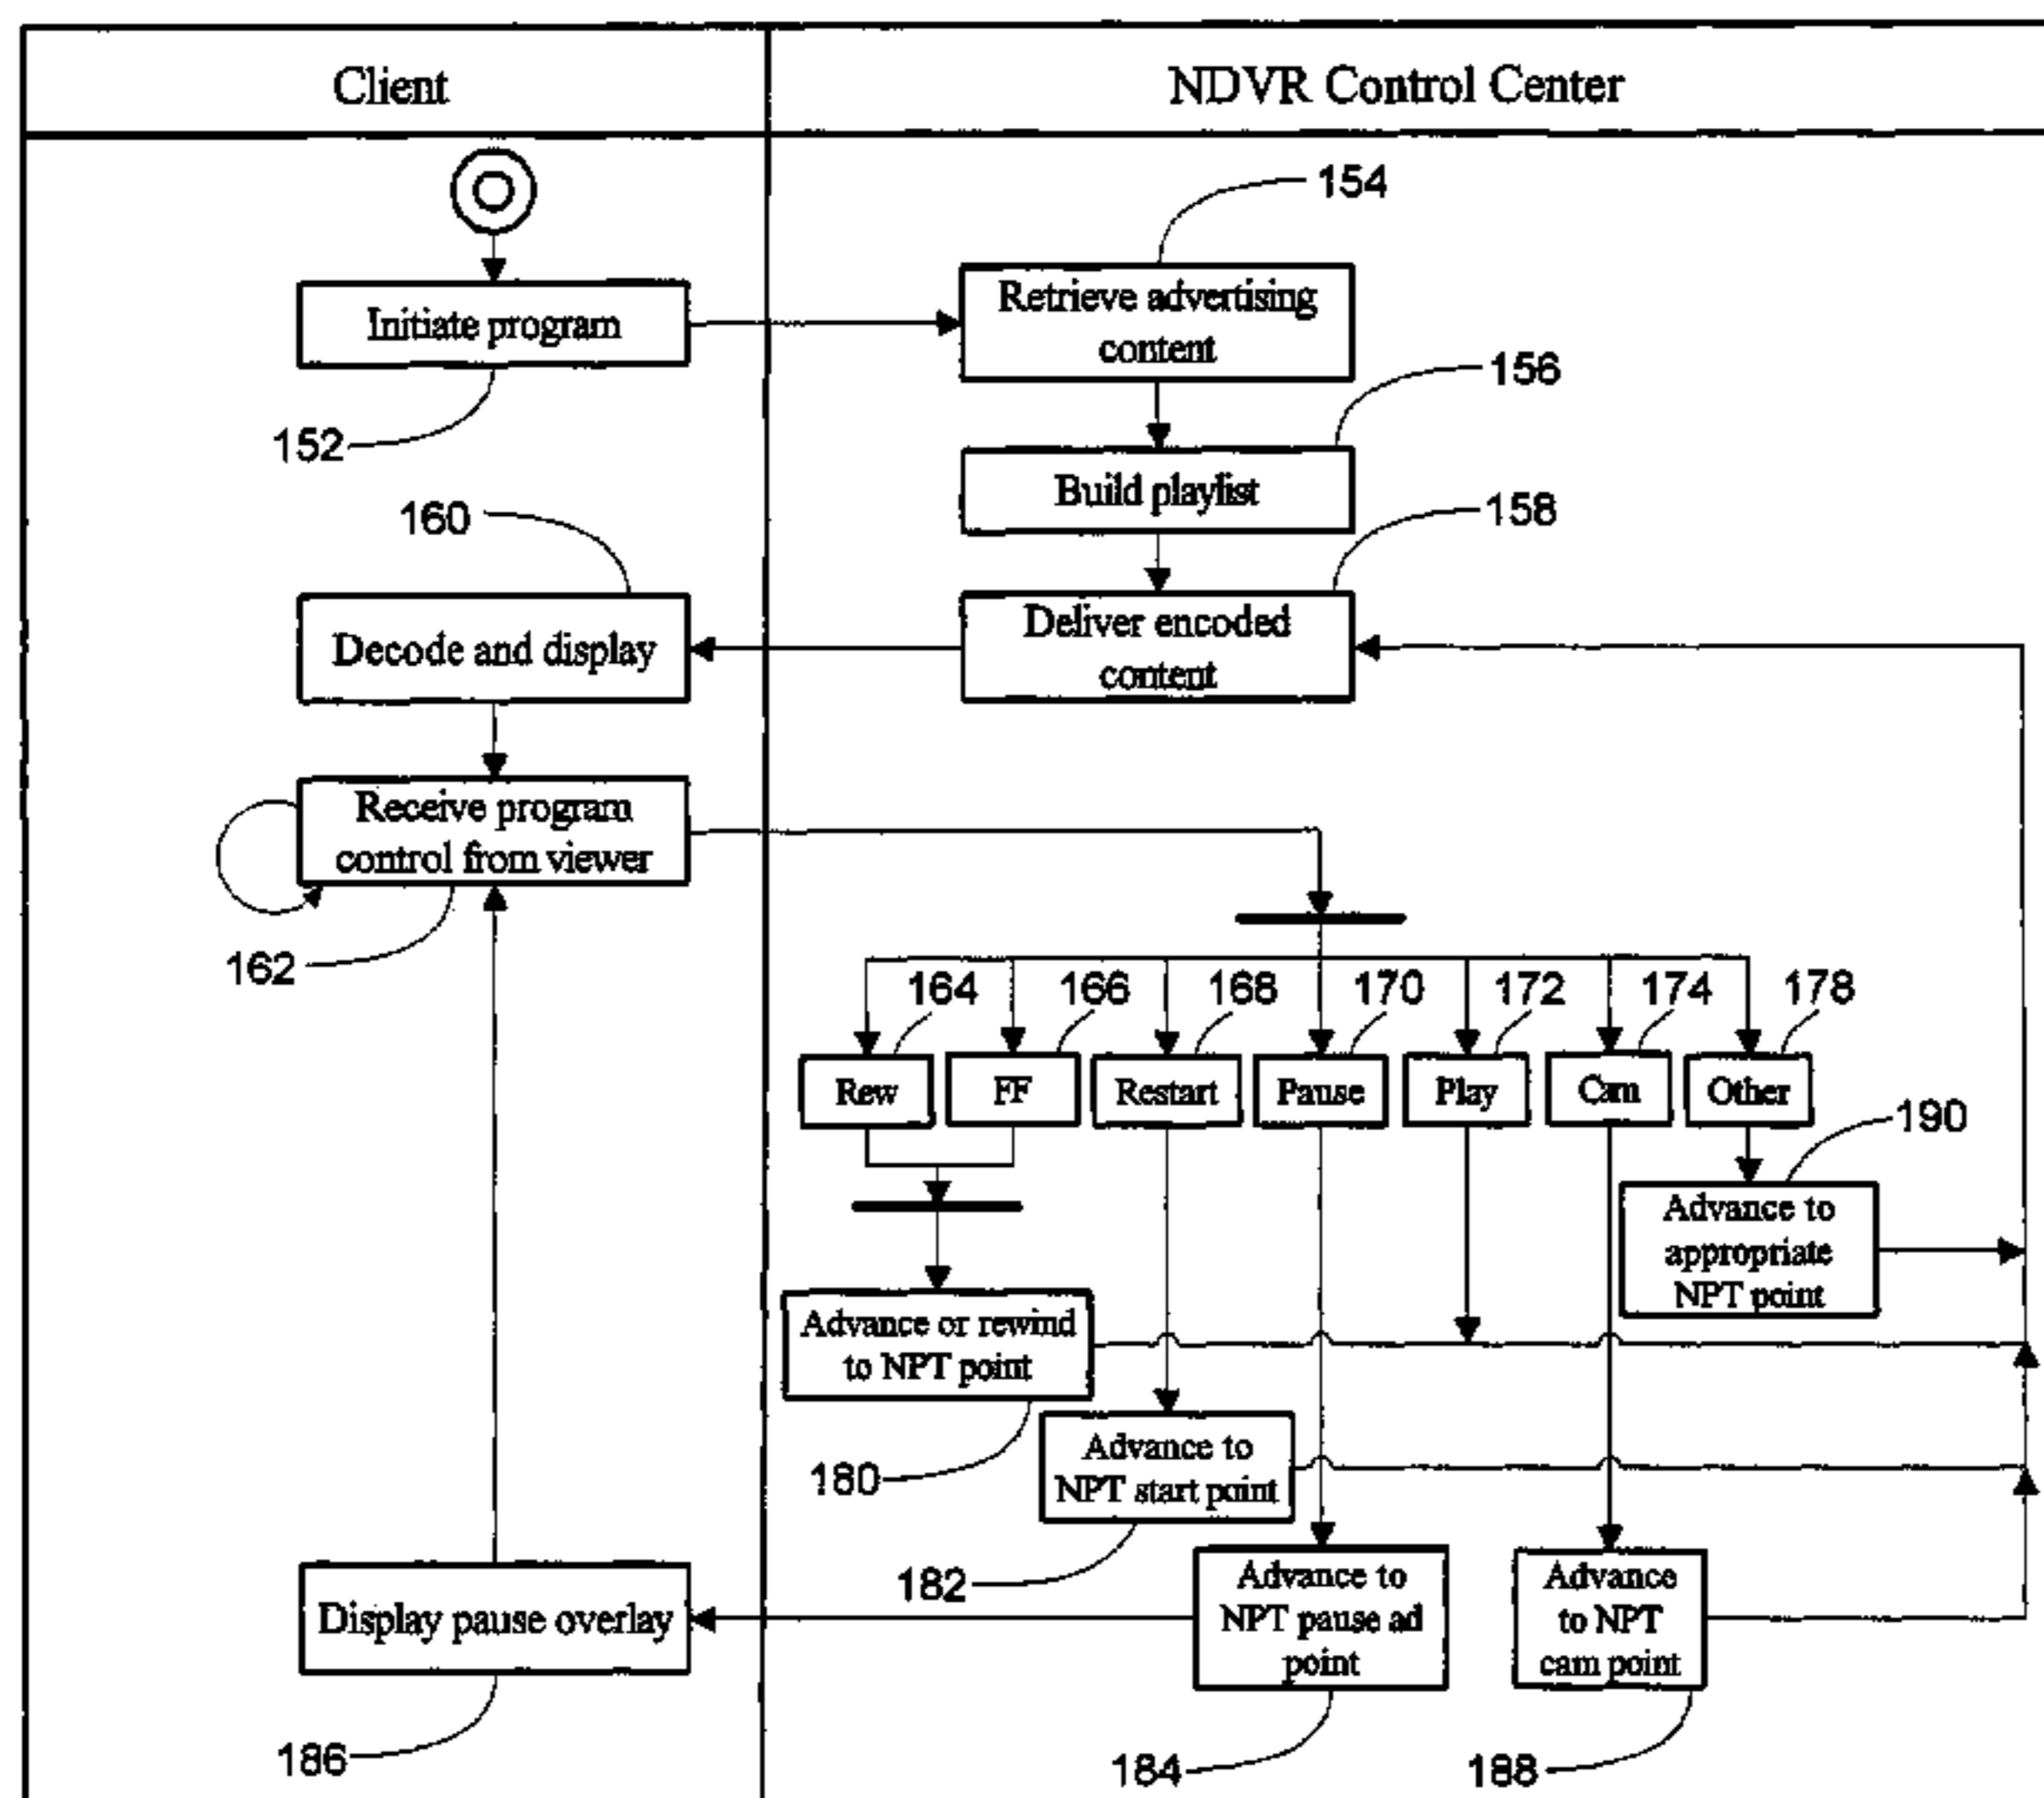 Client
NDVR Control Center
154
Retrieve advertising
content
Initiate program
156
152
Build playlist
160
158
Deliver encoded
content
Decode and display
Receive program
control from viewer
162
164
166
168
170
172
174
178
Rew
FF
Restart
Pause
Play
Cam
Other
190
Advance to
appropriate
NPT point
Advance or rewind
to NPT point
180
Advance to
NPT start point
182
Advance to
NPT pause ad
point
Advance
to NPT
cam point
Display pause overlay
186
184
188